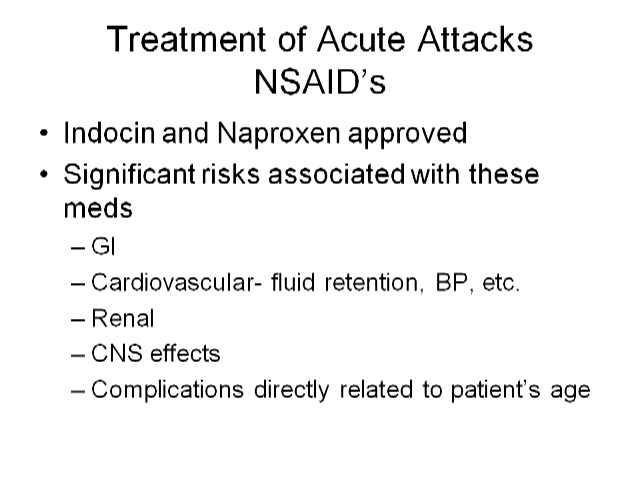 Treatment of Acute Attacks
NSAID's
• Indocin and Naproxen approved
• Significant risks associated with these
meds
– GI
– Cardiovascular- fluid retention, BP, etc.
– Renal
– CNS effects
– Complications directly related to patient's age